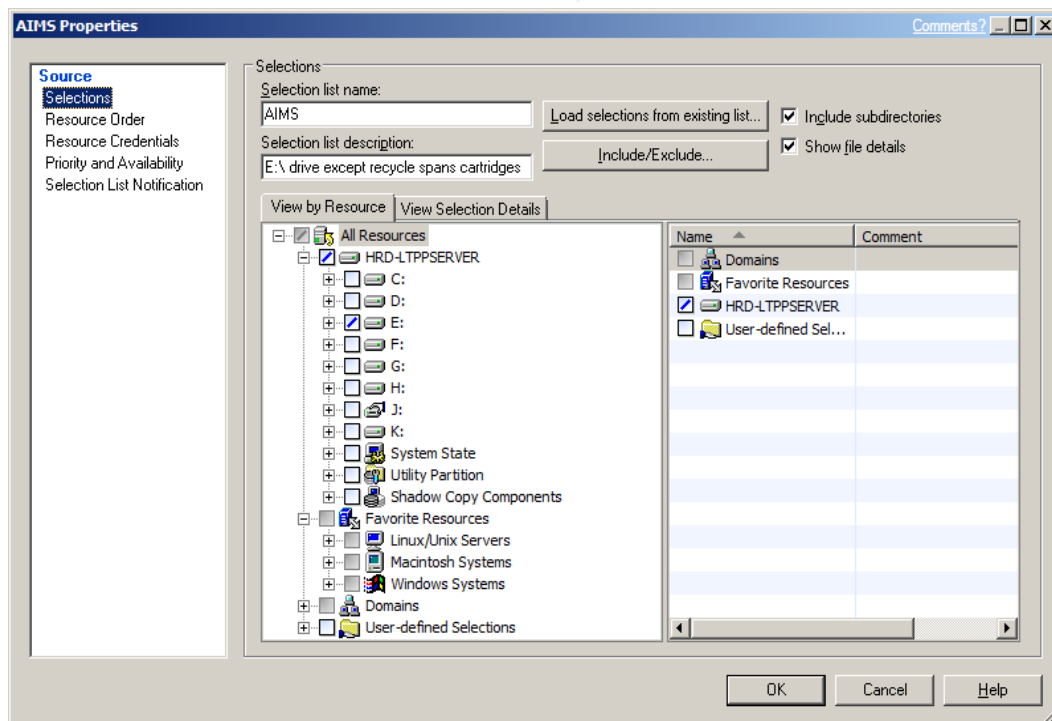 AIMS Properties
Comments?
Source
Selections
Resource Order
Resource Credentials
Priority and Availability
Selection List Notification
Selections
Selection list name:
AIMS
Load selections from existing list...
Include subdirectories
Selection list description:
E:\ drive except recycle spans cartridges
Include/Exclude...
Show file details
View by Resource
View Selection Details
All Resources
HRD-LTPPSERVER
C:
D:
E:
F:
G:
H:
J:
K:
System State
Utility Partition
Shadow Copy Components
Favorite Resources
Linux/Unix Servers
Macintosh Systems
Windows Systems
Domains
User-defined Selections
Name
Comment
Domains
Favorite Resources
HRD-LTPPSERVER
User-defined Sel...
OK
Cancel
Help